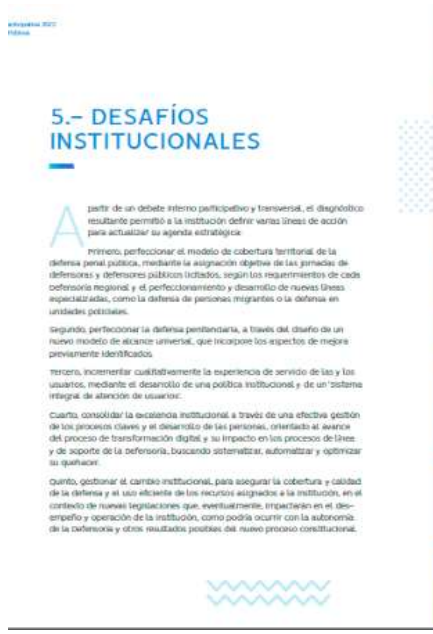 2022
Pública
5.– DESAFÍOS
INSTITUCIONALES
A partir de un debate interno participativo y transversal, el diagnóstico
resultante permitió a la institución definir varias líneas de acción
para actualizar su agenda estratégica:
Primero, perfeccionar el modelo de cobertura territorial de la
defensa penal pública, mediante la asignación objetiva de las jornadas de
defensoras y defensores públicos licitados, según los requerimientos de cada
defensoría regional y el perfeccionamiento y desarrollo de nuevas líneas
especializadas, como la defensa de personas migrantes o la defensa en
unidades policiales.
Segundo, perfeccionar la defensa penitenciaria, a través del diseño de un
nuevo modelo de alcance universal, que incorpore los aspectos de mejora
previamente identificados.
Tercero, incrementar cualitativamente la experiencia de servicio de las y los
usuarios, mediante el desarrollo de una política institucional y de un "sistema
integral de atención de usuarios".
Cuarto, consolidar la excelencia institucional a través de una efectiva gestión
de los procesos claves y el desarrollo de las personas, orientado al avance
del proceso de transformación digital y su impacto en los procesos de línea
y de soporte de la Defensoría, buscando sistematizar, automatizar y optimizar
su quehacer.
Quinto, gestionar el cambio institucional, para asegurar la cobertura y calidad
de la defensa y el uso eficiente de los recursos asignados a la institución, en el
contexto de nuevas legislaciones que, eventualmente, impactarán en el des-
empeño y operación de la institución, como podría ocurrir con la autonomía
de la Defensoría y otros resultados posibles del nuevo proceso constitucional.